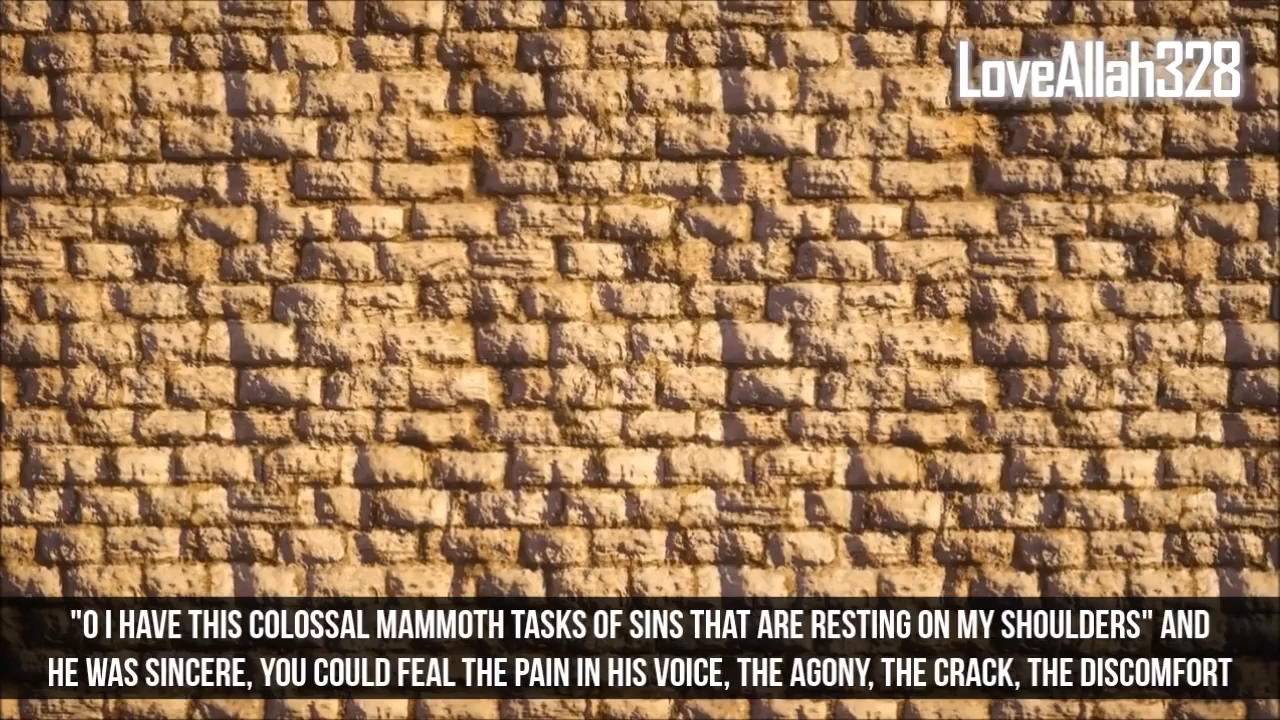 LoveAllah328
"O I HAVE THIS COLOSSAL MAMMOTH TASKS OF SINS THAT ARE RESTING ON MY SHOULDERS" AND
HE WAS SINCERE, YOU COULD FEAL THE PAIN IN HIS VOICE, THE AGONY, THE CRACK, THE DISCOMFORT